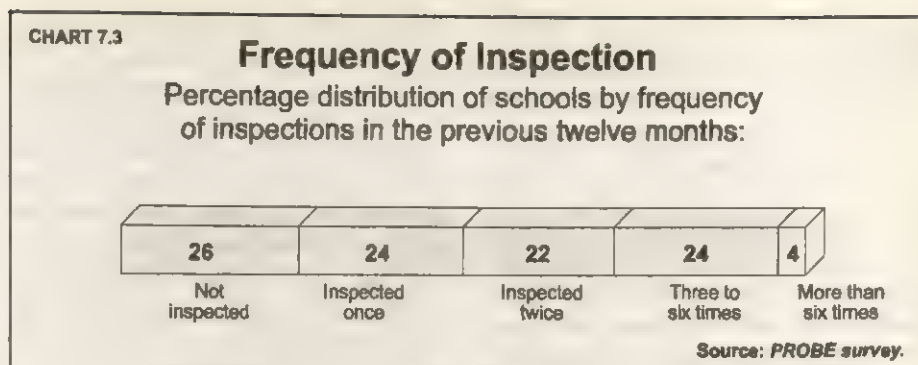 CHART 7.3
Frequency of Inspection
Percentage distribution of schools by frequency
of inspections in the previous twelve months:
26 24 22 24 4
Not inspected
Inspected once
Inspected twice
Three to six times
More than six times
Source: PROBE survey.